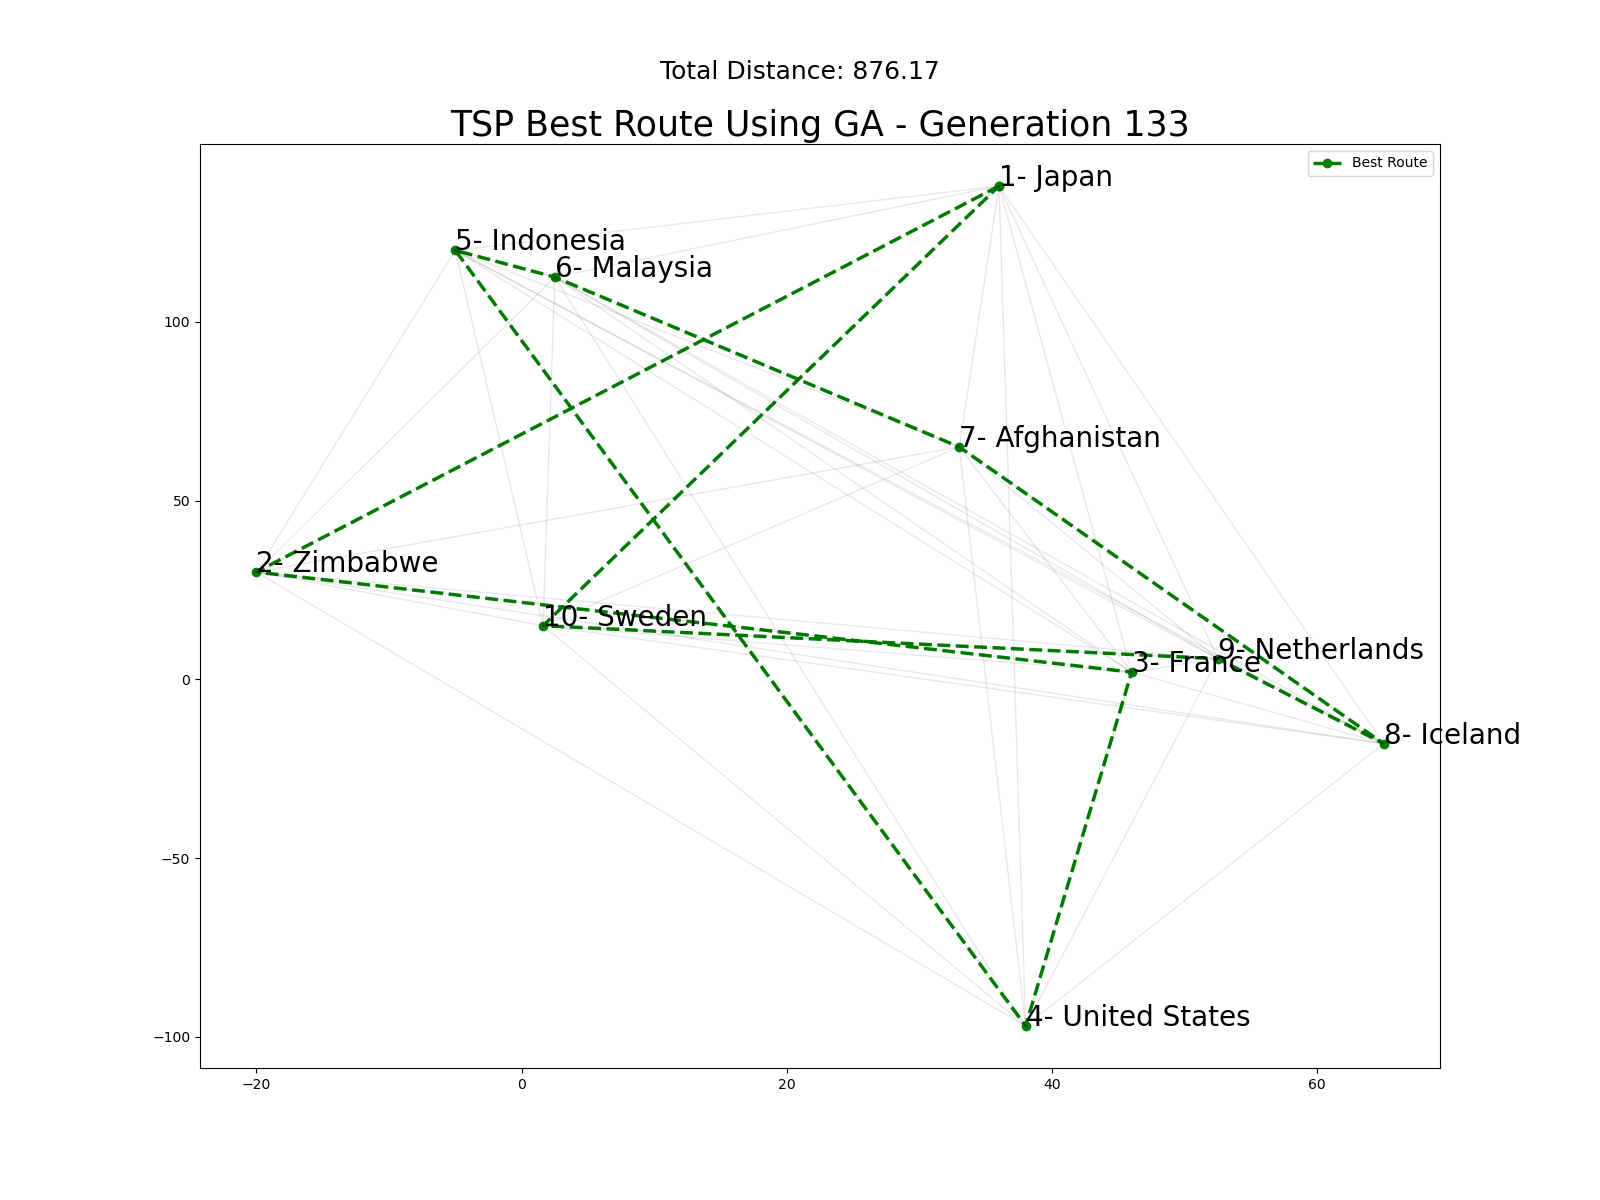 Total Distance: 876.17
TSP Best Route Using GA - Generation 133
Best Route
1- Japan
5- Indonesia
6- Malaysia
7- Afghanistan
2- Zimbabwe
10- Sweden
9- Netherlands
3- France
8- Iceland
4- United States
100
50
0
−50
−100
−20
0
20
40
60